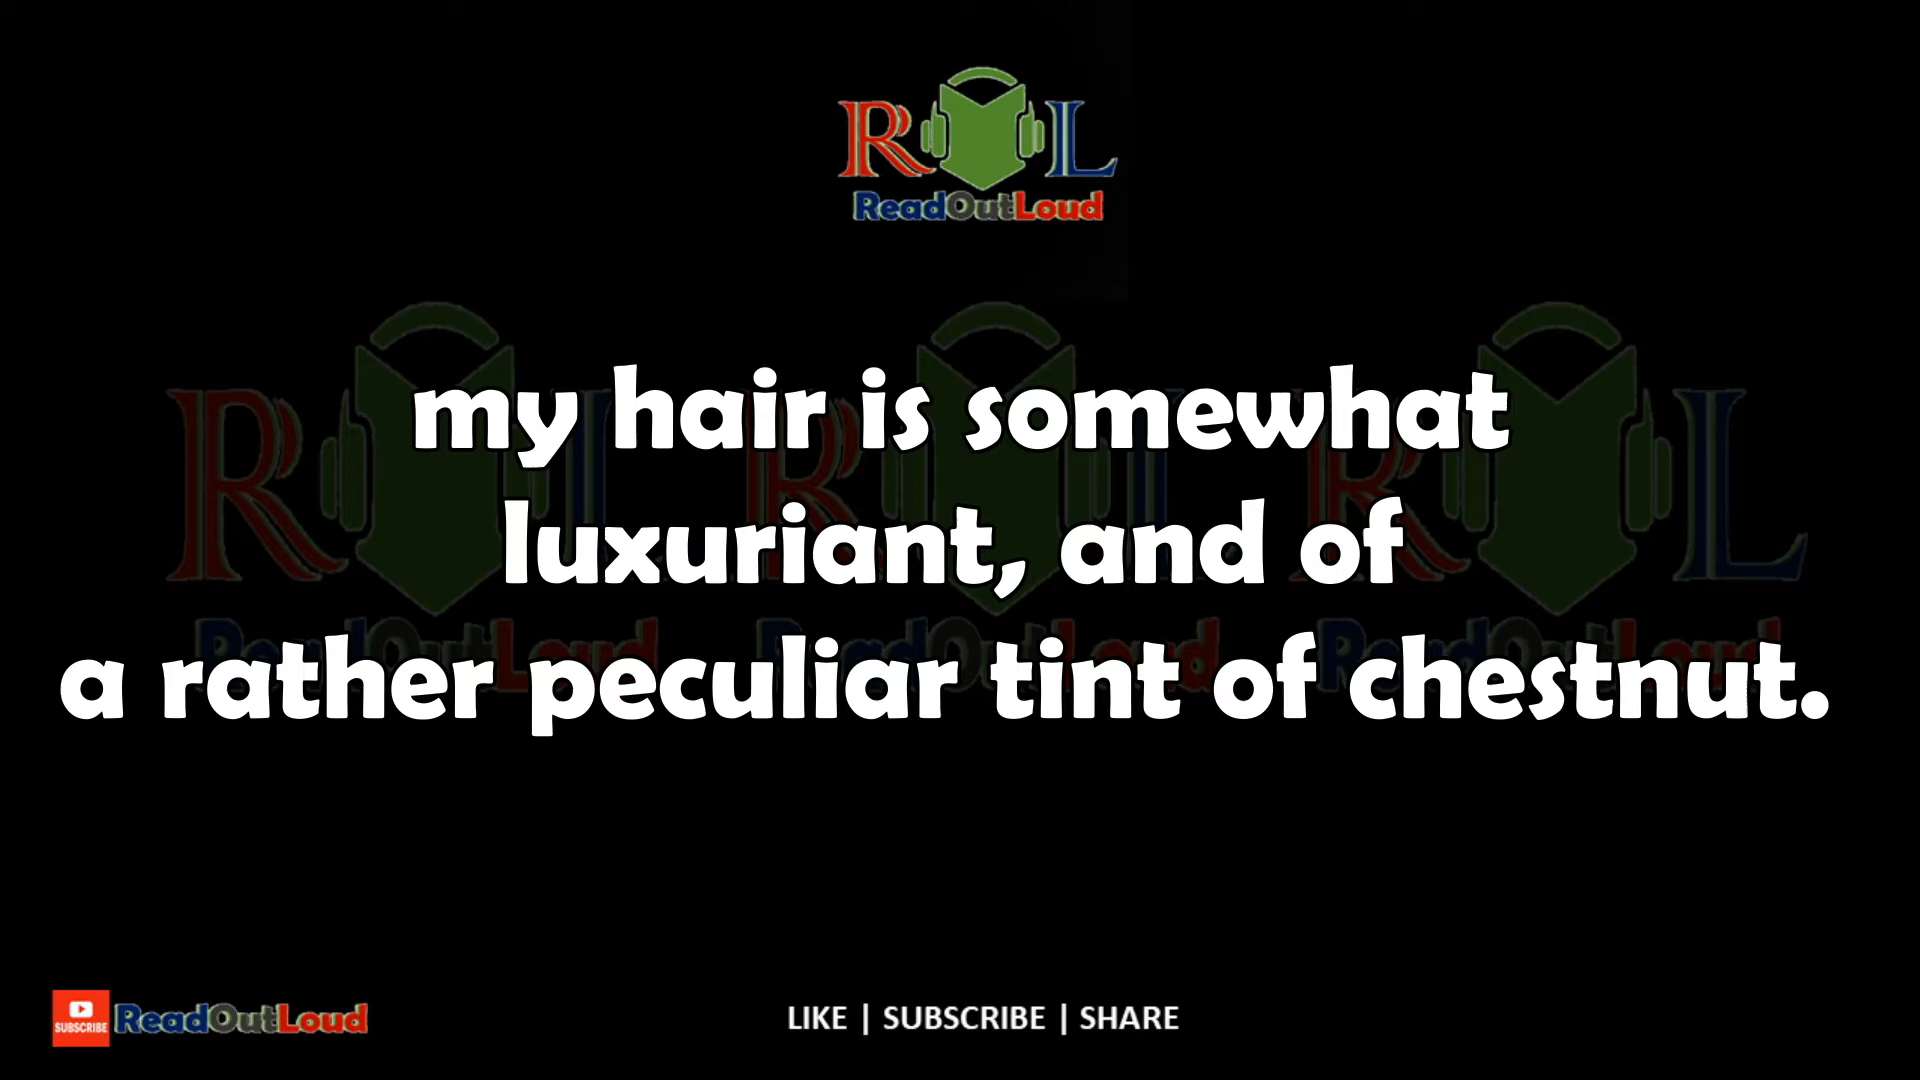 R L
ReadOutLoud
my hair is somewhat
luxuriant, and of
a rather peculiar tint of chestnut.
SUBSCRIBE ReadOutLoud
LIKE | SUBSCRIBE | SHARE